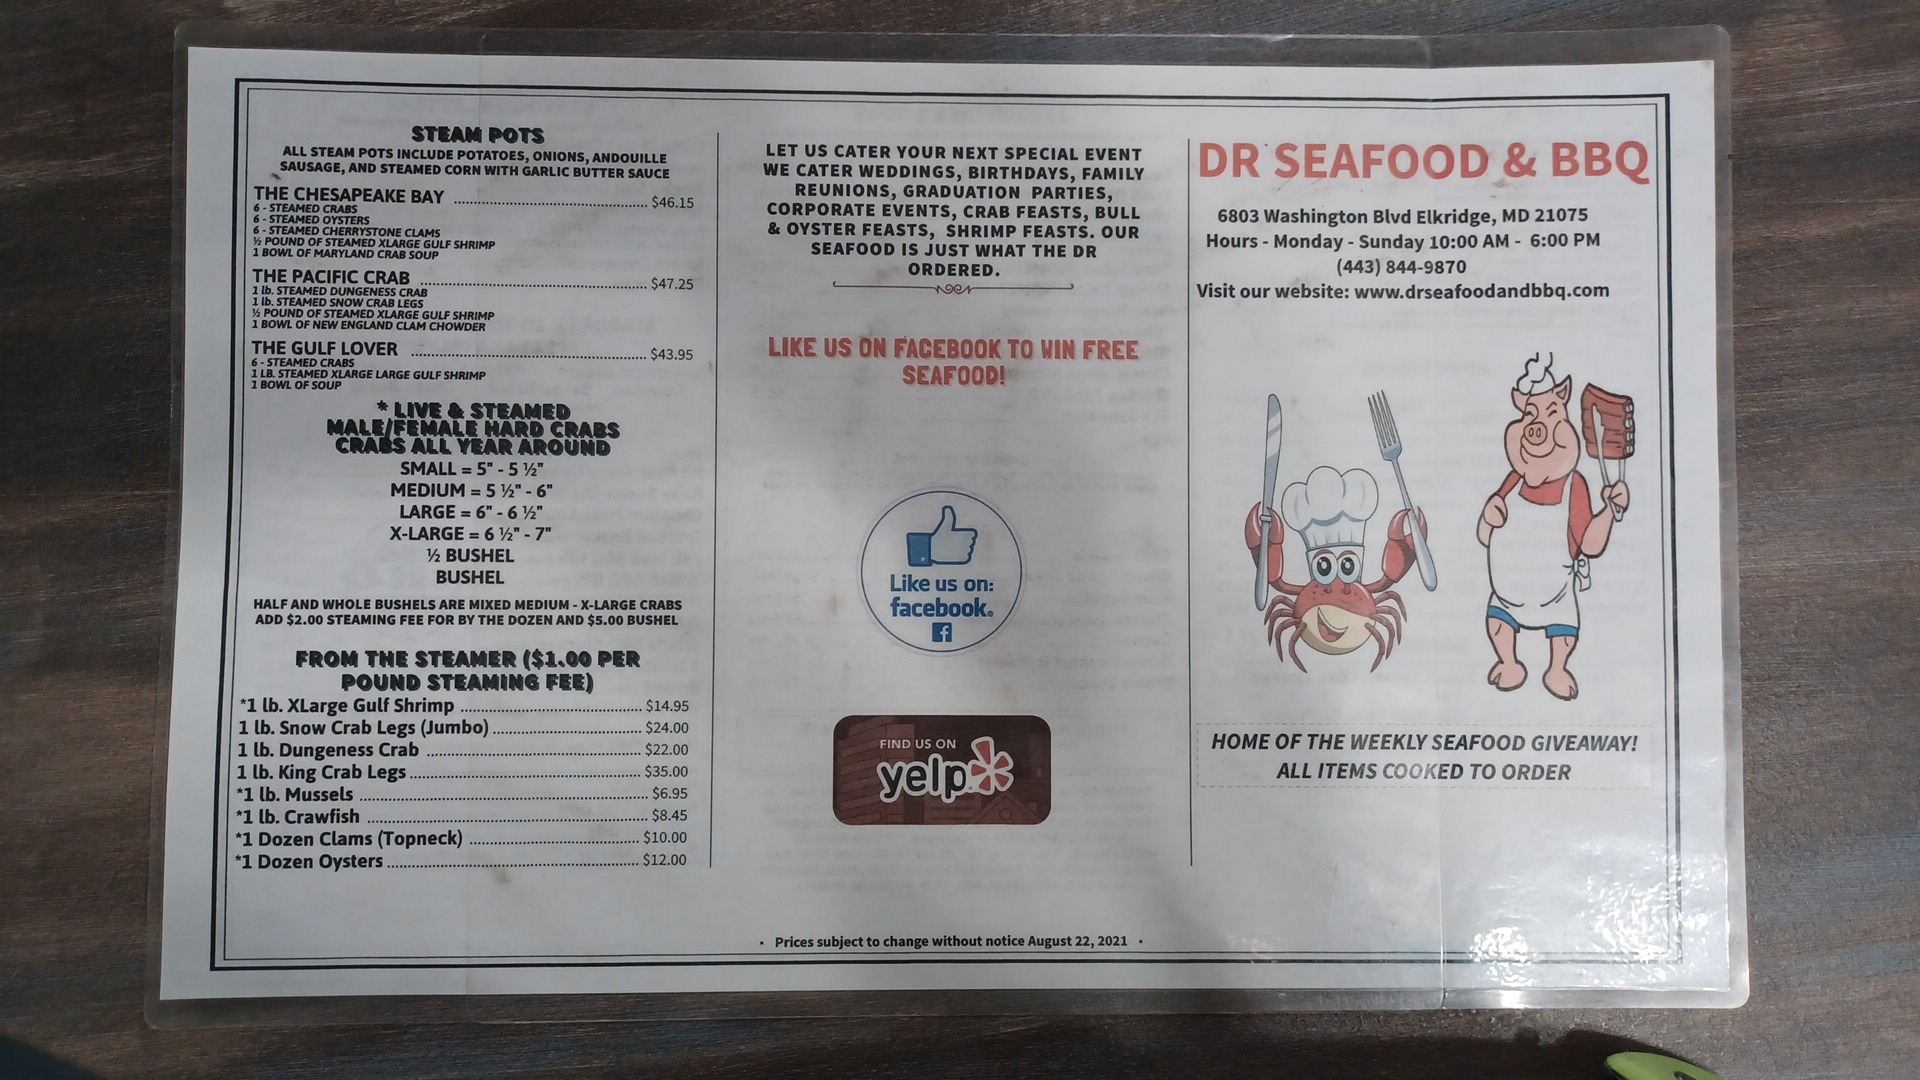 STEAM POTS
ALL STEAM POTS INCLUDE POTATOES, ONIONS, ANDOUILLE
SAUSAGE, AND STEAMED CORN WITH GARLIC BUTTER SAUCE
THE CHESAPEAKE BAY ........ $46.15
6 - STEAMED CRABS
6 - STEAMED OYSTERS
6 - STEAMED CHERRYSTONE CLAMS
½ POUND OF STEAMED XLARGE GULF SHRIMP
1 BOWL OF MARYLAND CRAB SOUP
THE PACIFIC CRAB ........ $47.25
1 lb. STEAMED DUNGENESS CRAB
1 lb. STEAMED SNOW CRAB LEGS
½ POUND OF STEAMED XLARGE GULF SHRIMP
1 BOWL OF NEW ENGLAND CLAM CHOWDER
THE GULF LOVER ........ $43.95
6 - STEAMED CRABS
1 LB. STEAMED XLARGE LARGE GULF SHRIMP
1 BOWL OF SOUP
* LIVE & STEAMED
MALE/FEMALE HARD CRABS
CRABS ALL YEAR AROUND
SMALL = 5" - 5 ½"
MEDIUM = 5 ½" - 6"
LARGE = 6" - 6 ½"
X-LARGE = 6 ½" - 7"
½ BUSHEL
BUSHEL
HALF AND WHOLE BUSHELS ARE MIXED MEDIUM - X-LARGE CRABS
ADD $2.00 STEAMING FEE FOR BY THE DOZEN AND $5.00 BUSHEL
FROM THE STEAMER ($1.00 PER
POUND STEAMING FEE)
*1 lb. XLarge Gulf Shrimp ........ $14.95
1 lb. Snow Crab Legs (Jumbo) ........ $24.00
1 lb. Dungeness Crab ........ $22.00
1 lb. King Crab Legs ........ $35.00
*1 lb. Mussels ........ $6.95
*1 lb. Crawfish ........ $8.45
*1 Dozen Clams (Topneck) ........ $10.00
*1 Dozen Oysters ........ $12.00
LET US CATER YOUR NEXT SPECIAL EVENT
WE CATER WEDDINGS, BIRTHDAYS, FAMILY
REUNIONS, GRADUATION PARTIES,
CORPORATE EVENTS, CRAB FEASTS, BULL
& OYSTER FEASTS, SHRIMP FEASTS. OUR
SEAFOOD IS JUST WHAT THE DR
ORDERED.
LIKE US ON FACEBOOK TO WIN FREE
SEAFOOD!
Like us on:
facebook®
f
FIND US ON
yelp
• Prices subject to change without notice August 22, 2021 •
DR SEAFOOD & BBQ
6803 Washington Blvd Elkridge, MD 21075
Hours - Monday - Sunday 10:00 AM - 6:00 PM
(443) 844-9870
Visit our website: www.drseafoodandbbq.com
HOME OF THE WEEKLY SEAFOOD GIVEAWAY!
ALL ITEMS COOKED TO ORDER